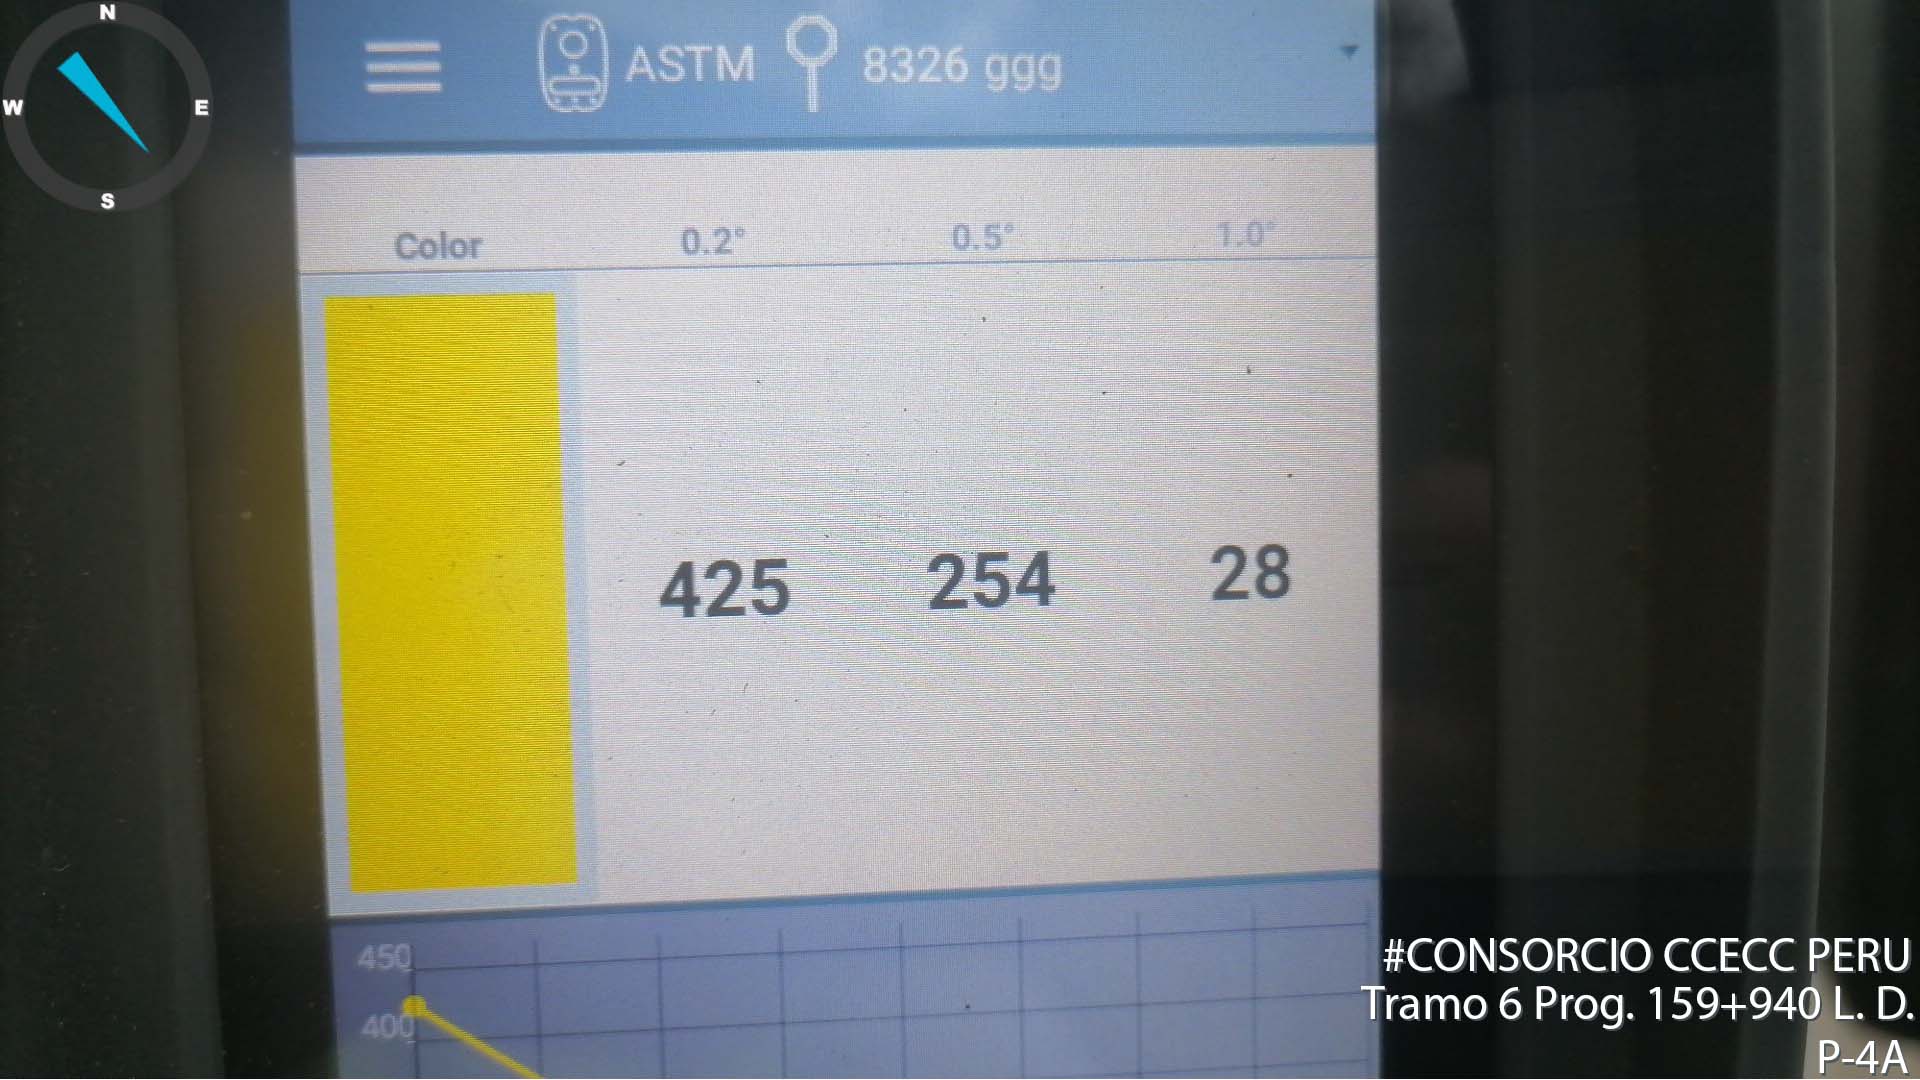 N
W E
S
ASTM 8326 ggg
Color 0.2° 0.5° 1.0°
425 254 28
450
400
#CONSORCIO CCECC PERU
Tramo 6 Prog. 159+940 L. D.
P-4A